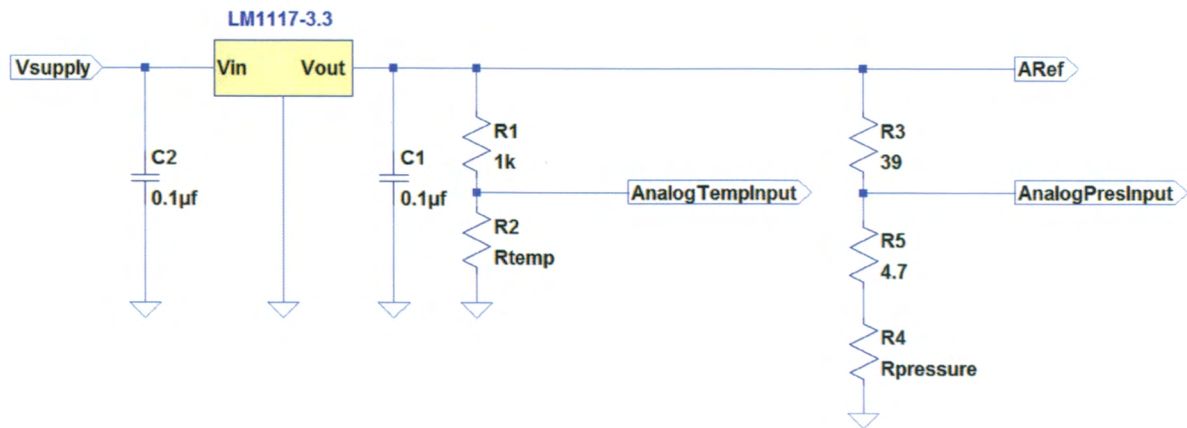 LM1117-3.3
Vsupply
Vin
Vout
ARef
R1
1k
R3
39
C2
0.1µf
C1
0.1µf
AnalogTempInput
AnalogPresInput
R2
Rtemp
R5
4.7
R4
Rpressure